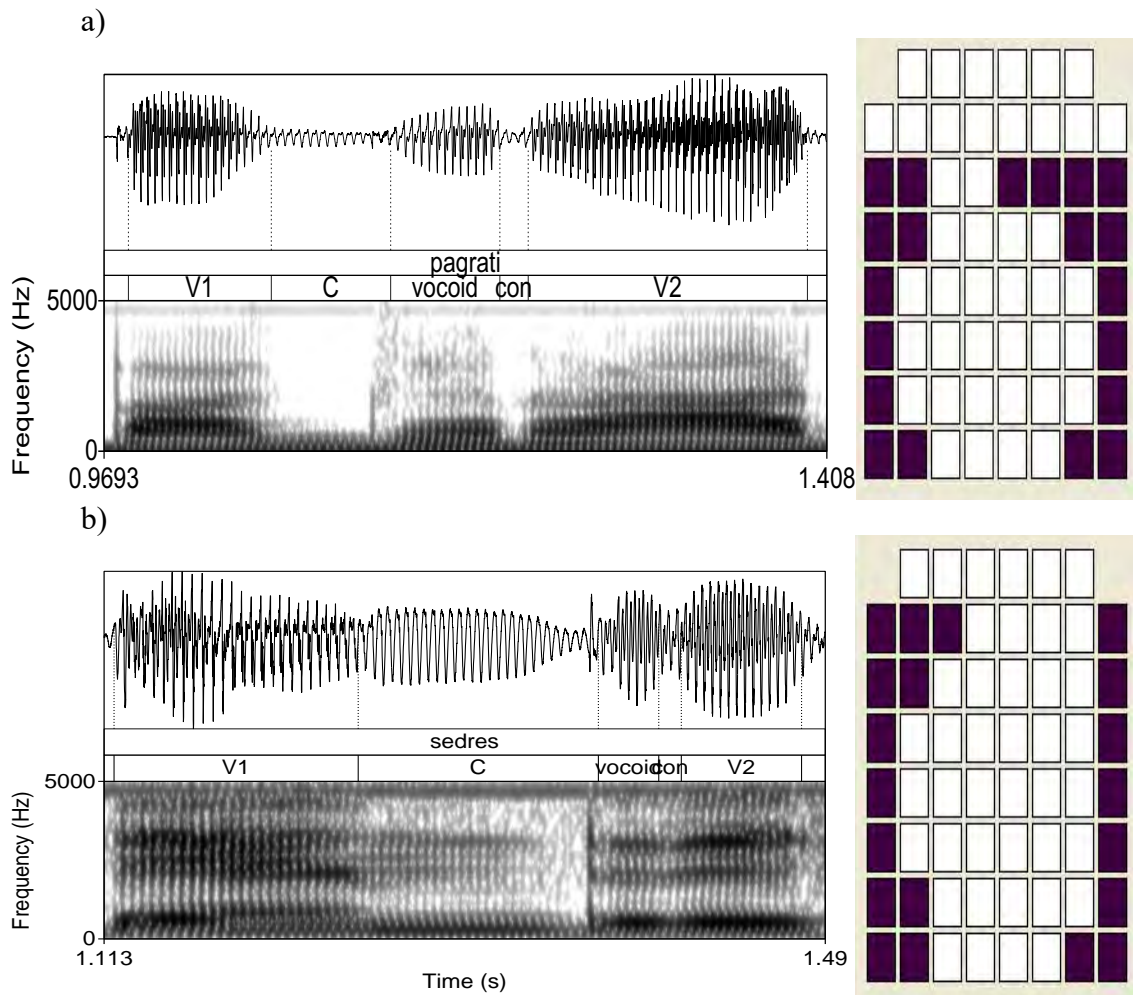 a)
pagrati
V1 C vocoid con V2
5000
Frequency (Hz)
0
0.9693 1.408
b)
sedres
V1 C vocoid con V2
5000
Frequency (Hz)
0
1.113 1.49
Time (s)